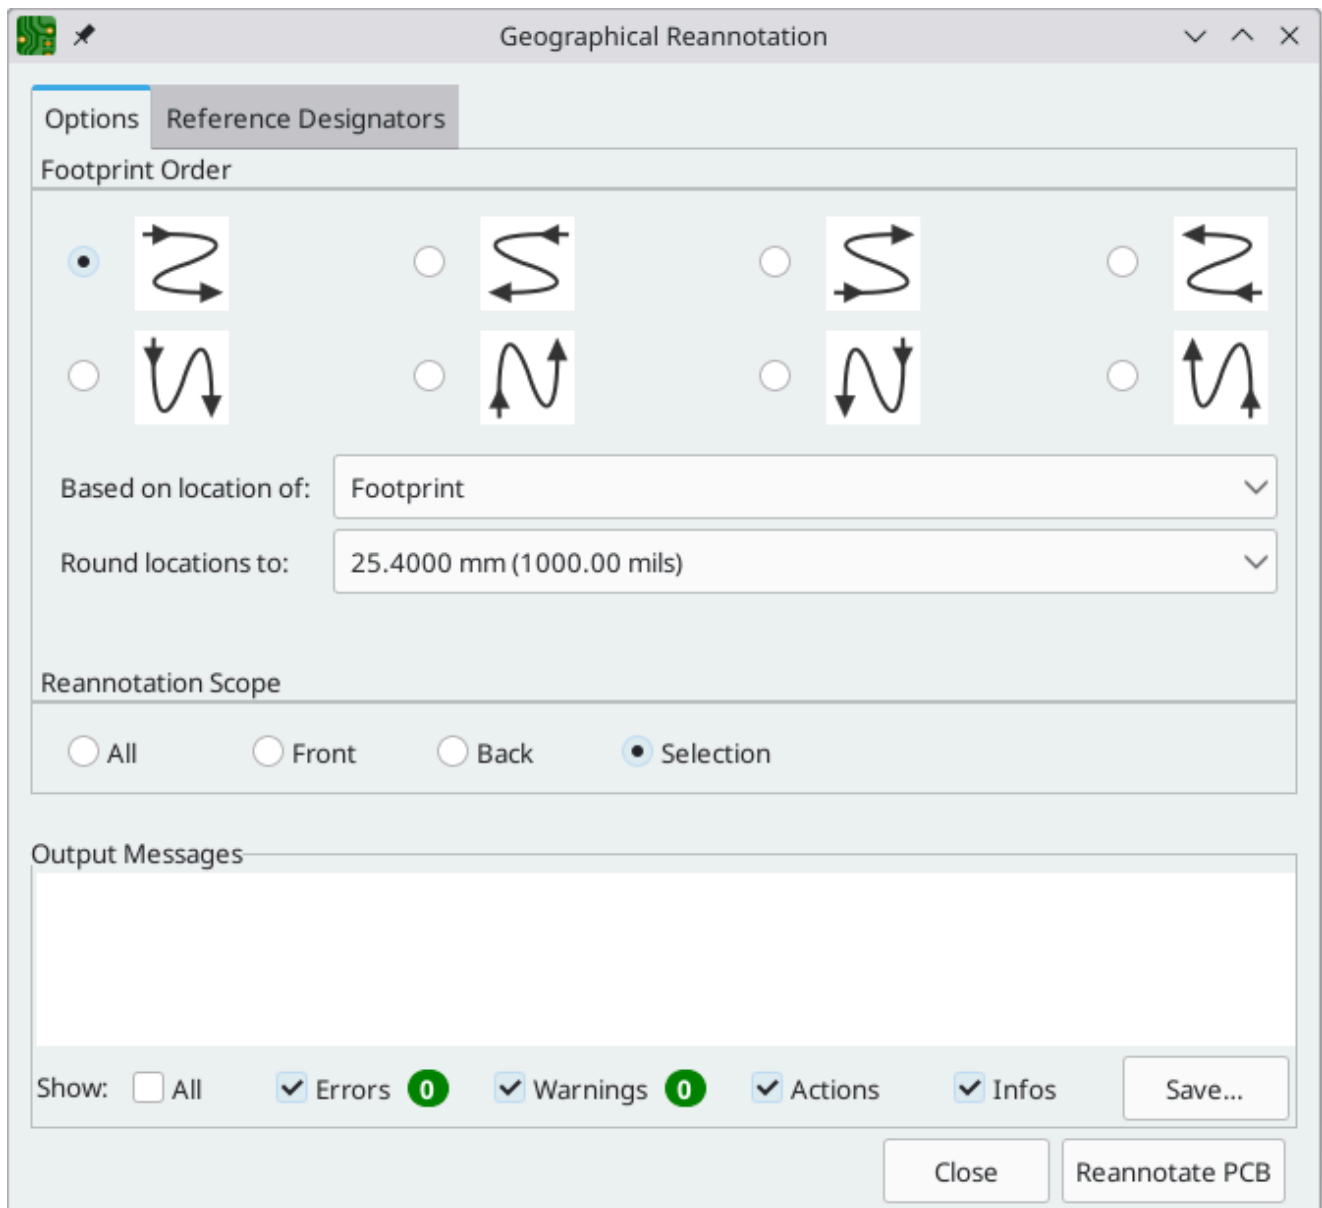 Geographical Reannotation
Options Reference Designators
Footprint Order
Based on location of: Footprint
Round locations to: 25.4000 mm (1000.00 mils)
Reannotation Scope
All Front Back Selection
Output Messages
Show: All Errors 0 Warnings 0 Actions Infos Save...
Close Reannotate PCB